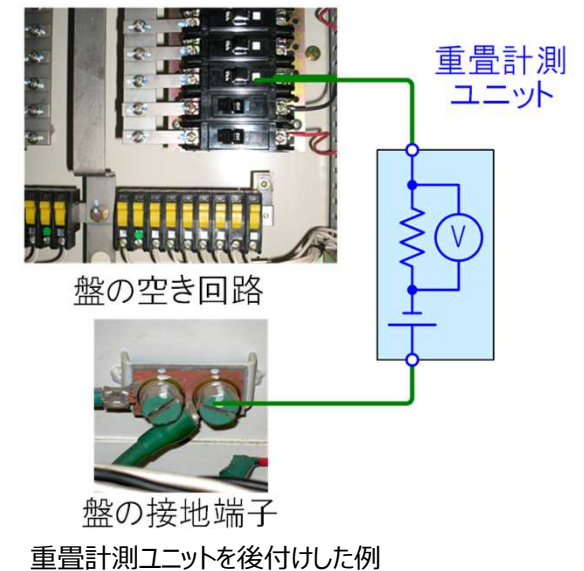 重畳計測
ユニット
V
盤の空き回路
盤の接地端子
重畳計測ユニットを後付けした例